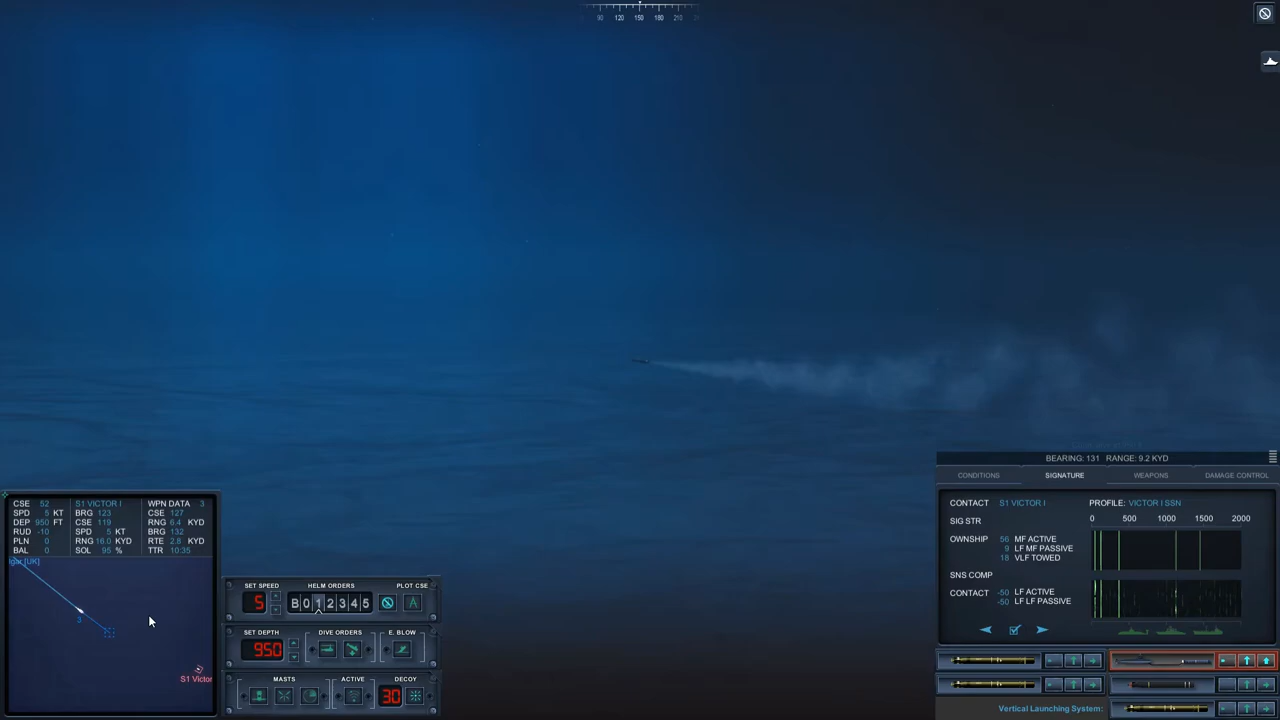 90 120 150 180 210
BEARING: 131 RANGE: 9.2 KYD
CONDITIONS SIGNATURE WEAPONS DAMAGE CONTROL
CONTACT S1 VICTOR I PROFILE: VICTOR I SSN
SIG STR 0 500 1000 1500 2000
OWNSHIP 56 MF ACTIVE
9 LF MF PASSIVE
18 VLF TOWED
SNS COMP
CONTACT -50 LF ACTIVE
-50 LF LF PASSIVE
Vertical Launching System:
CSE 52 S1 VICTOR I WPN DATA 3
SPD 5 KT BRG 123 CSE 127
DEP 950 FT CSE 119 RNG 6.4 KYD
RUD -10 SPD 5 KT BRG 132
PLN 0 RNG 16.0 KYD RTE 2.8 KYD
BAL 0 SOL 95 % TTR 10:35
lgar [UK]
3
S1 Victor
SET SPEED HELM ORDERS PLOT CSE
5 B 0 1 2 3 4 5
SET DEPTH DIVE ORDERS E. BLOW
950
MASTS ACTIVE DECOY
30